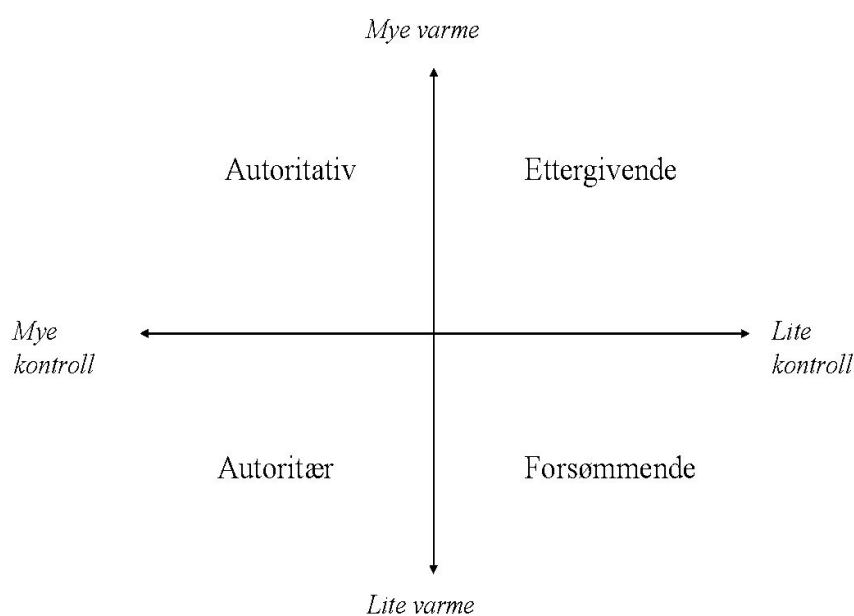 Mye varme
Autoritativ
Ettergivende
Mye
kontroll
Lite
kontroll
Autoritær
Forsømmende
Lite varme